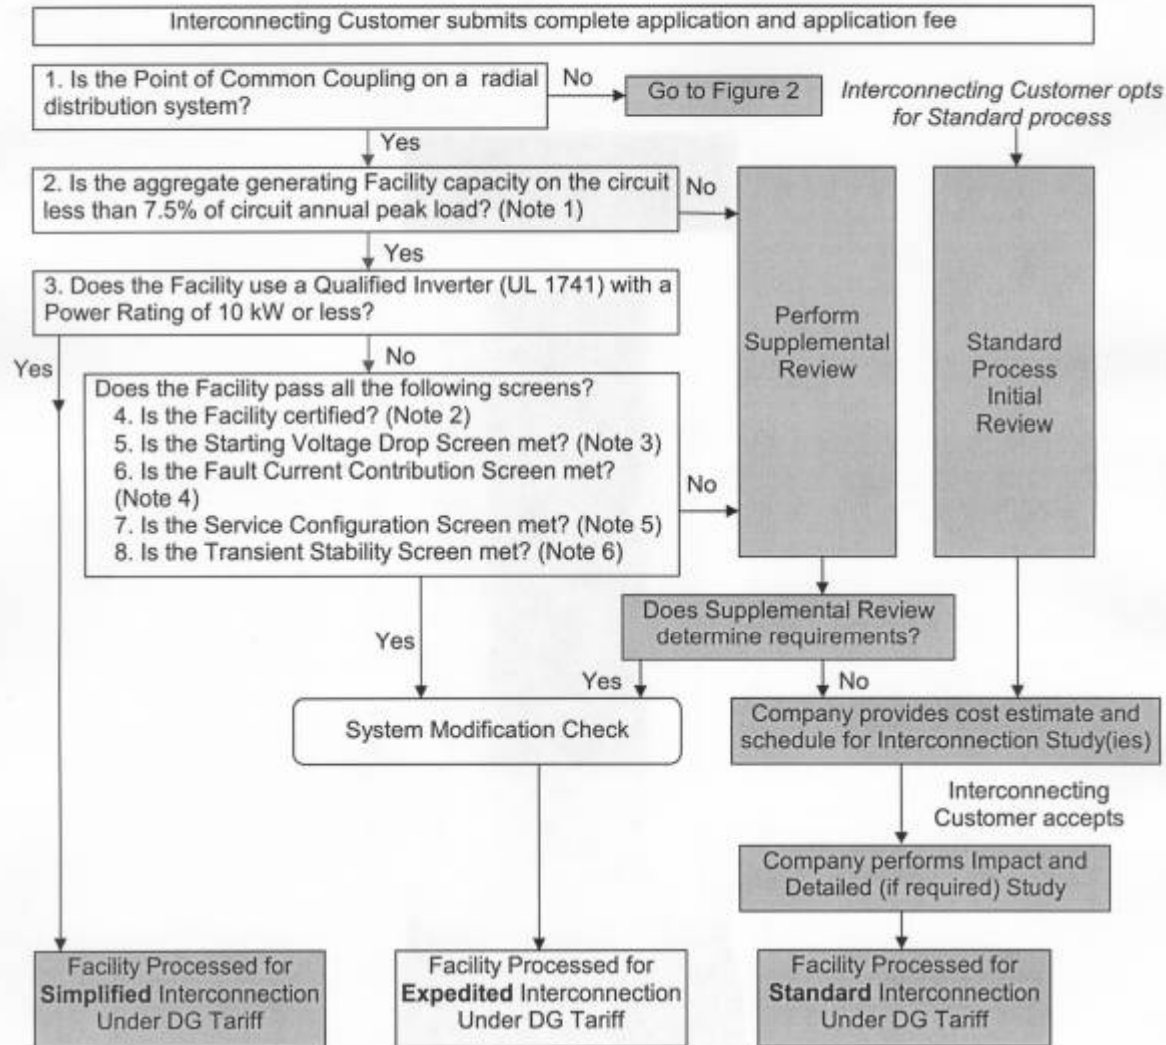 Interconnecting Customer submits complete application and application fee
1. Is the Point of Common Coupling on a radial
distribution system?
No
Go to Figure 2
Interconnecting Customer opts
for Standard process
Yes
2. Is the aggregate generating Facility capacity on the circuit
less than 7.5% of circuit annual peak load? (Note 1)
No
Yes
3. Does the Facility use a Qualified Inverter (UL 1741) with a
Power Rating of 10 kW or less?
Perform
Supplemental
Review
Standard
Process
Initial
Review
Yes
No
Does the Facility pass all the following screens?
4. Is the Facility certified? (Note 2)
5. Is the Starting Voltage Drop Screen met? (Note 3)
6. Is the Fault Current Contribution Screen met?
(Note 4)
7. Is the Service Configuration Screen met? (Note 5)
8. Is the Transient Stability Screen met? (Note 6)
No
Does Supplemental Review
determine requirements?
Yes
Yes
No
System Modification Check
Company provides cost estimate and
schedule for Interconnection Study(ies)
Interconnecting
Customer accepts
Company performs Impact and
Detailed (if required) Study
Facility Processed for
Simplified Interconnection
Under DG Tariff
Facility Processed for
Expedited Interconnection
Under DG Tariff
Facility Processed for
Standard Interconnection
Under DG Tariff